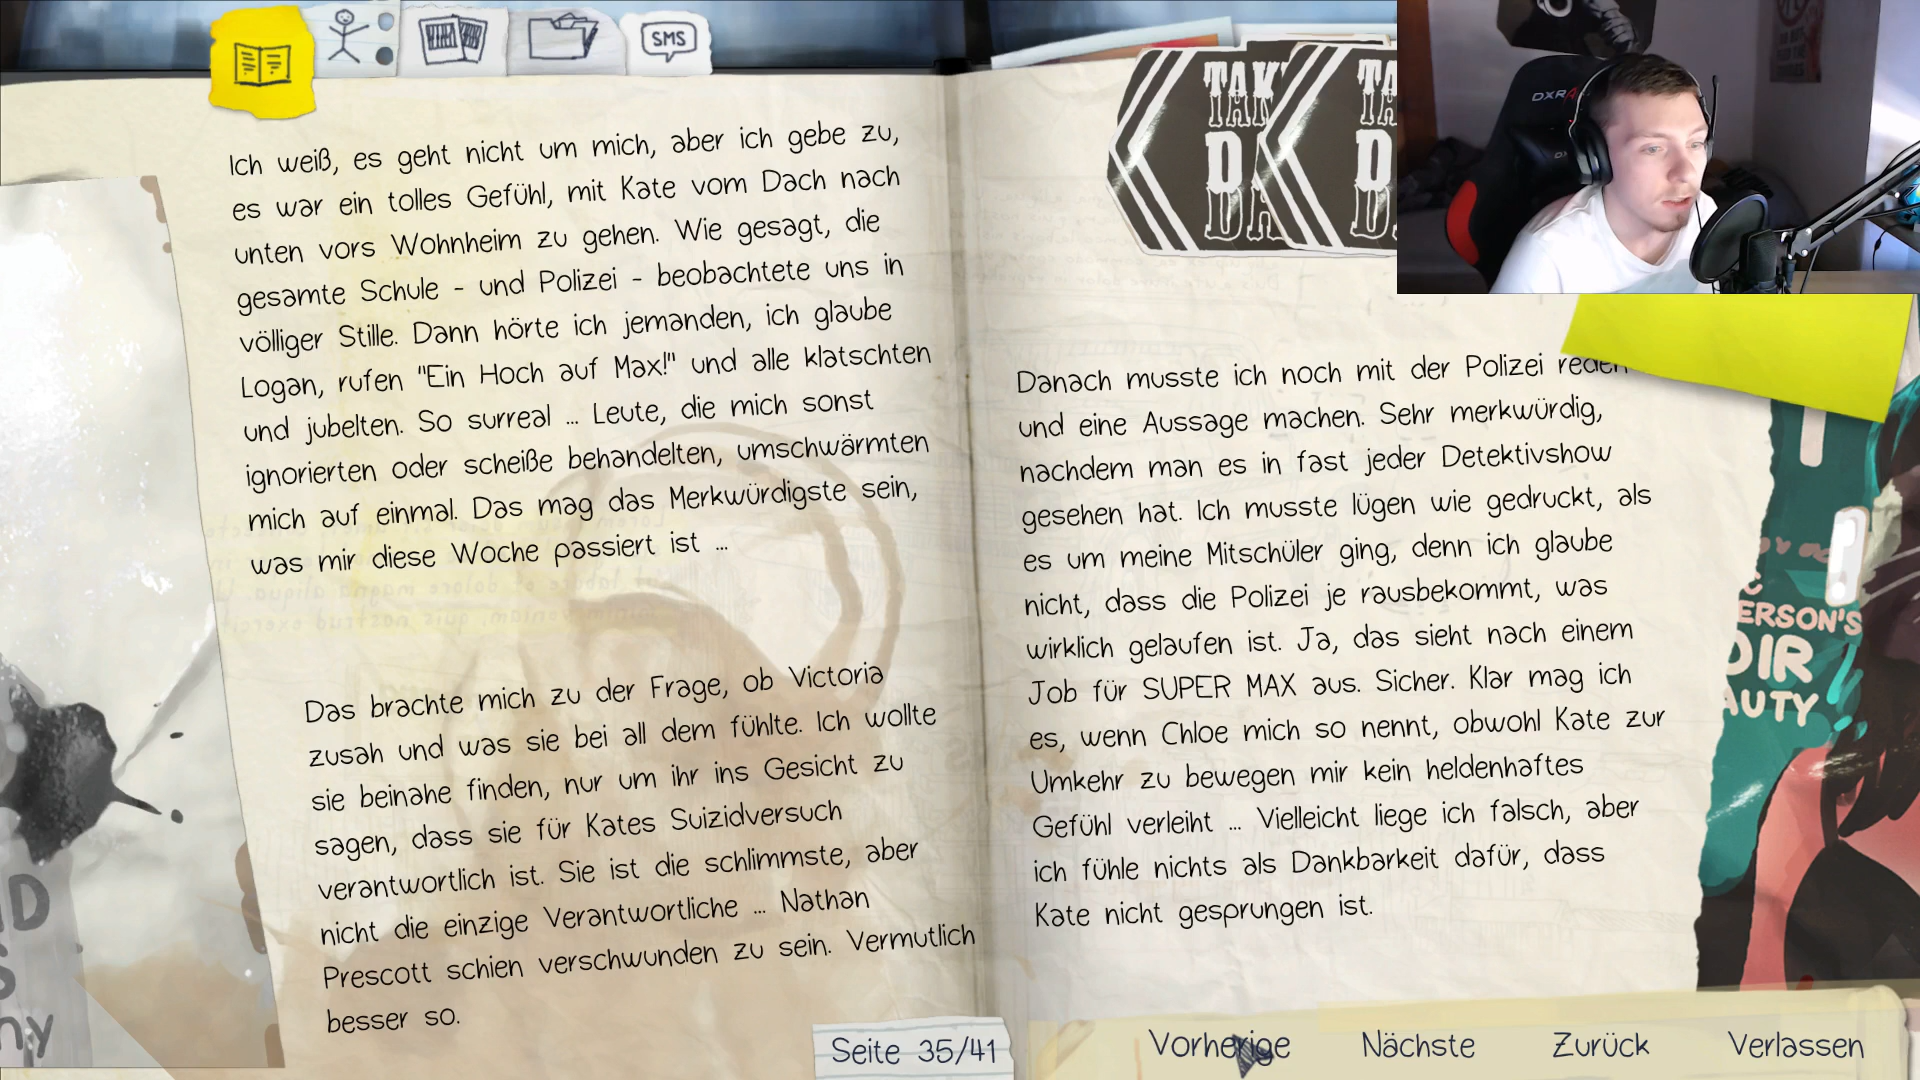 SMS
Ich weiß, es geht nicht um mich, aber ich gebe zu,
es war ein tolles Gefühl, mit Kate vom Dach nach
unten vors Wohnheim zu gehen. Wie gesagt, die
gesamte Schule - und Polizei - beobachtete uns in
völliger Stille. Dann hörte ich jemanden, ich glaube
Logan, rufen "Ein Hoch auf Max!" und alle klatschten
und jubelten. So surreal ... Leute, die mich sonst
ignorierten oder scheiße behandelten, umschwärmten
mich auf einmal. Das mag das Merkwürdigste sein,
was mir diese Woche passiert ist ...
Das brachte mich zu der Frage, ob Victoria
zusah und was sie bei all dem fühlte. Ich wollte
sie beinahe finden, nur um ihr ins Gesicht zu
sagen, dass sie für Kates Suizidversuch
verantwortlich ist. Sie ist die schlimmste, aber
nicht die einzige Verantwortliche ... Nathan
Prescott schien verschwunden zu sein. Vermutlich
besser so.
TAK
D
DA
TA
D
DXRA
Danach musste ich noch mit der Polizei reden
und eine Aussage machen. Sehr merkwürdig,
nachdem man es in fast jeder Detektivshow
gesehen hat. Ich musste lügen wie gedruckt, als
es um meine Mitschüler ging, denn ich glaube
nicht, dass die Polizei je rausbekommt, was
wirklich gelaufen ist. Ja, das sieht nach einem
Job für SUPER MAX aus. Sicher. Klar mag ich
es, wenn Chloe mich so nennt, obwohl Kate zur
Umkehr zu bewegen mir kein heldenhaftes
Gefühl verleiht ... Vielleicht liege ich falsch, aber
ich fühle nichts als Dankbarkeit dafür, dass
Kate nicht gesprungen ist.
ERSON'S
OIR
AUTY
Seite 35/41
Vorherige
Nächste
Zurück
Verlassen